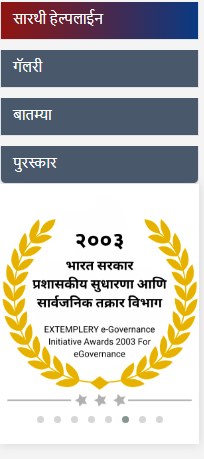 सारथी हेल्पलाईन
गॅलरी
बातम्या
पुरस्कार
२००३
भारत सरकार
प्रशासकीय सुधारणा आणि
सार्वजनिक तक्रार विभाग
EXTEMPLERY e-Governance
Initiative Awards 2003 For
eGovernance